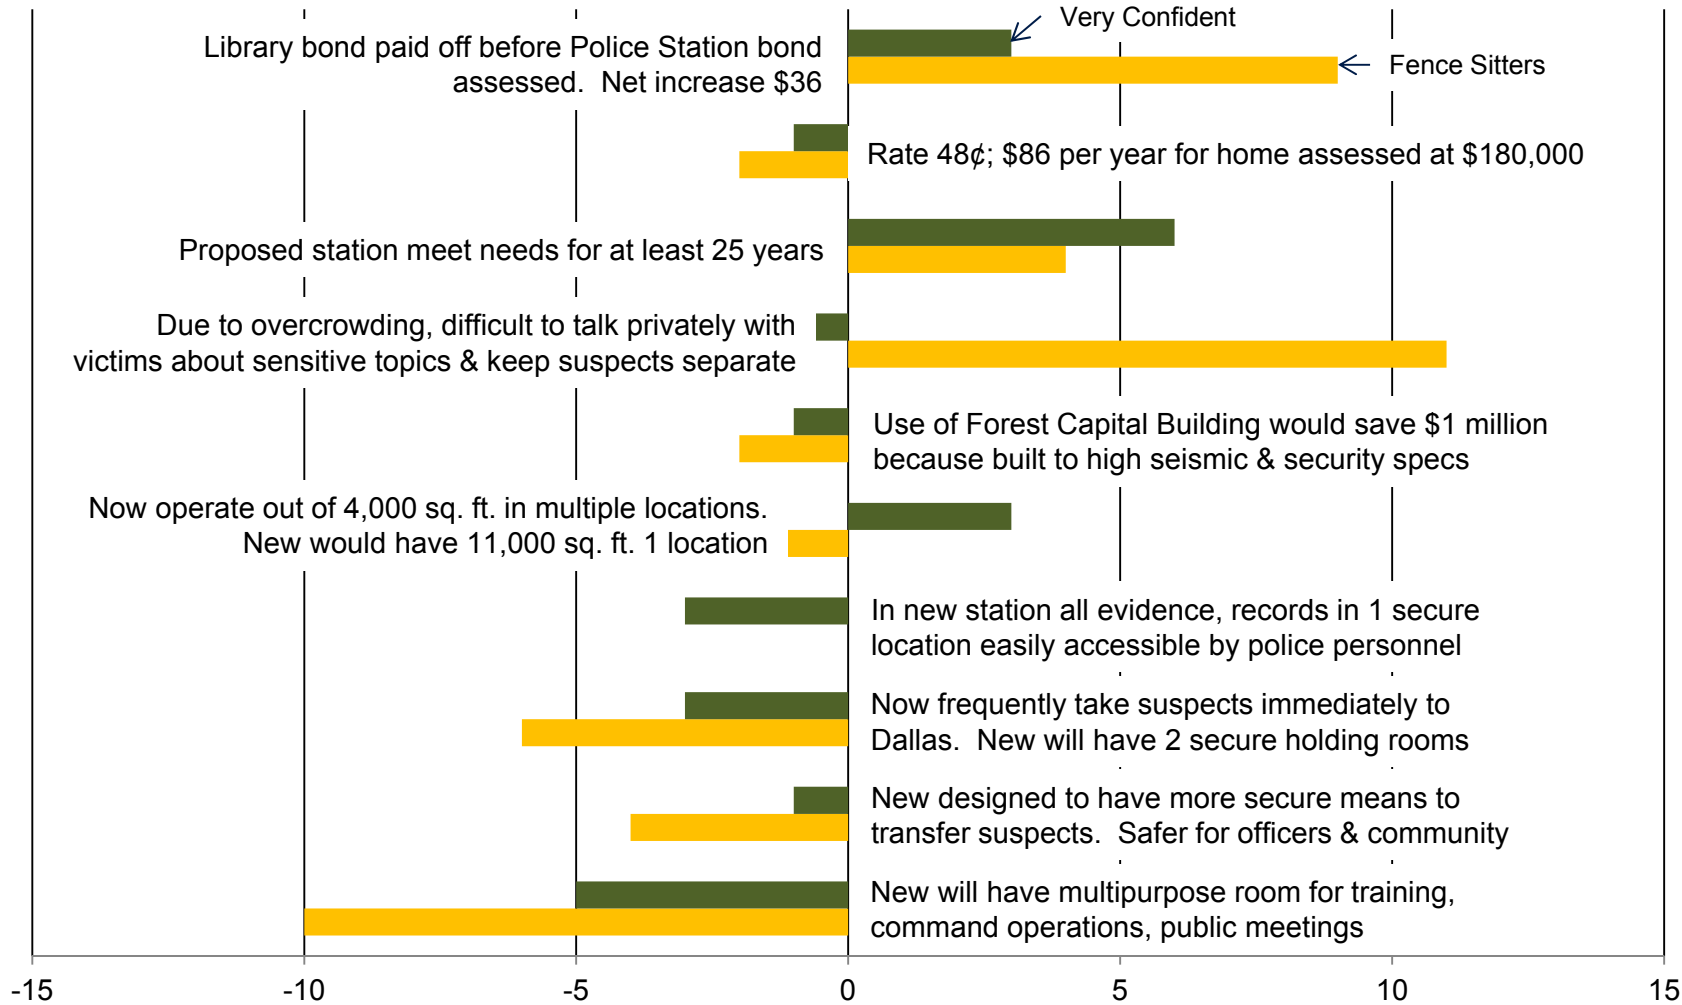 Very Confident
Library bond paid off before Police Station bond
assessed.  Net increase $36
Fence Sitters
Rate 48¢; $86 per year for home assessed at $180,000
Proposed station meet needs for at least 25 years
Due to overcrowding, difficult to talk privately with
victims about sensitive topics & keep suspects separate
Use of Forest Capital Building would save $1 million
because built to high seismic & security specs
Now operate out of 4,000 sq. ft. in multiple locations.
New would have 11,000 sq. ft. 1 location
In new station all evidence, records in 1 secure
location easily accessible by police personnel
Now frequently take suspects immediately to
Dallas.  New will have 2 secure holding rooms
New designed to have more secure means to
transfer suspects.  Safer for officers & community
New will have multipurpose room for training,
command operations, public meetings
-15 -10 -5 0 5 10 15